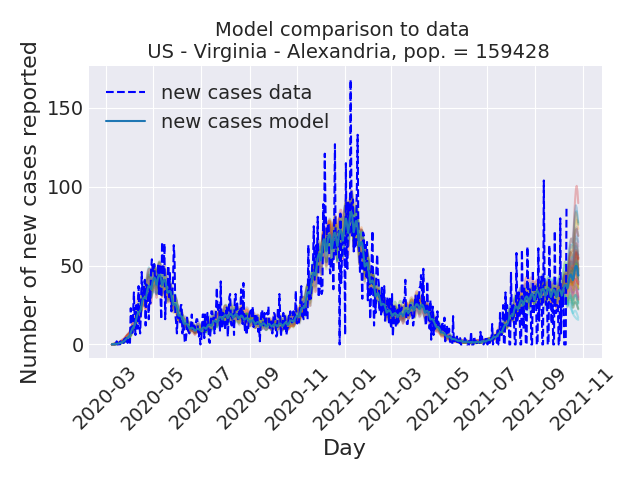 Model comparison to data
US - Virginia - Alexandria, pop. = 159428
Number of new cases reported
new cases data
new cases model
150
100
50
0
2020-03
2020-05
2020-07
2020-09
2020-11
2021-01
2021-03
2021-05
2021-07
2021-09
2021-11
Day